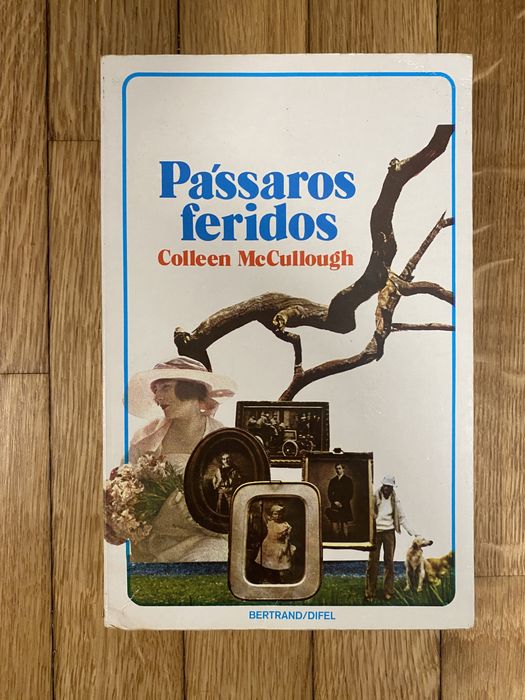 Pássaros
feridos
Colleen McCullough
BERTRAND/DIFEL